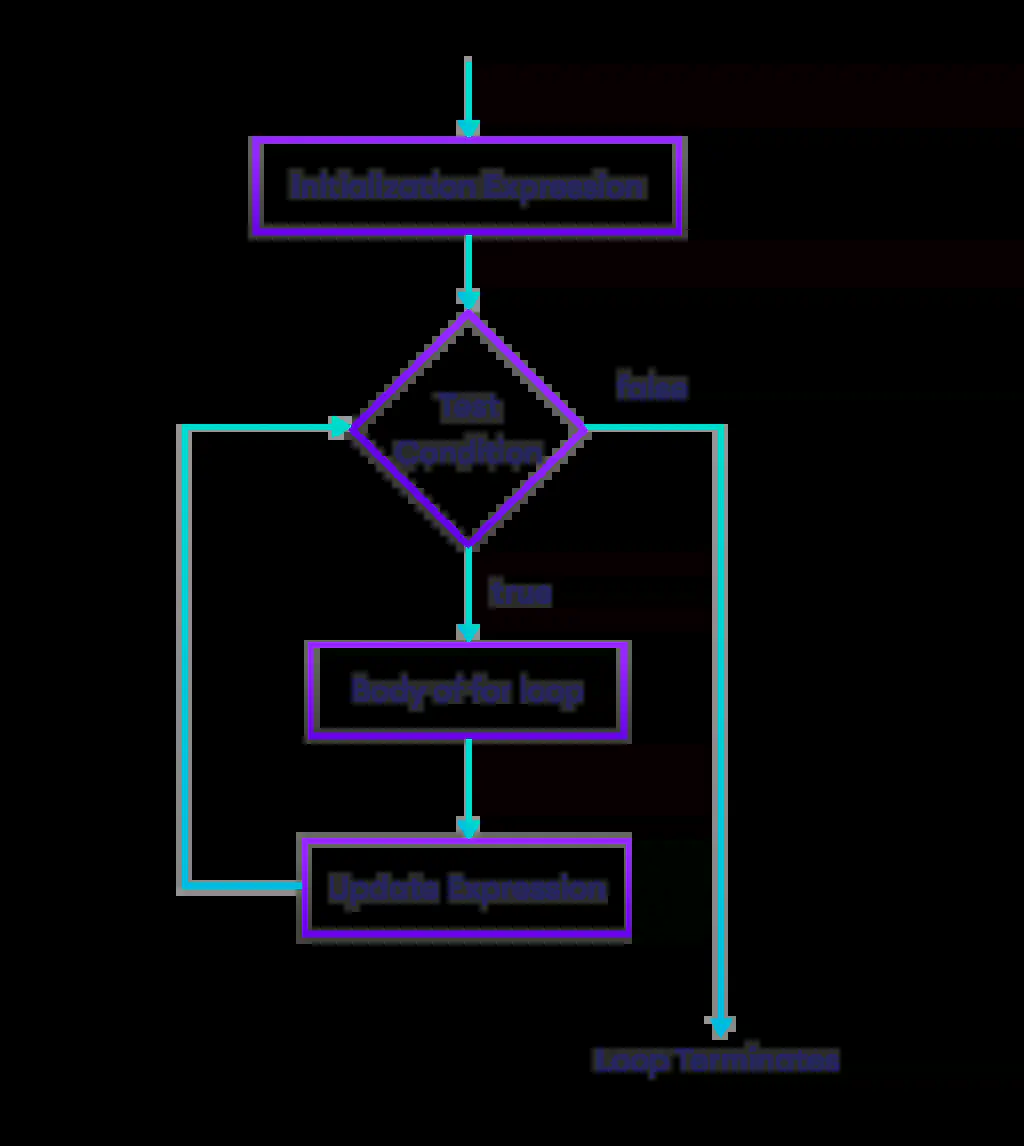 Initialization Expression
Test
Condition
false
true
Body of for loop
Update Expression
Loop Terminates